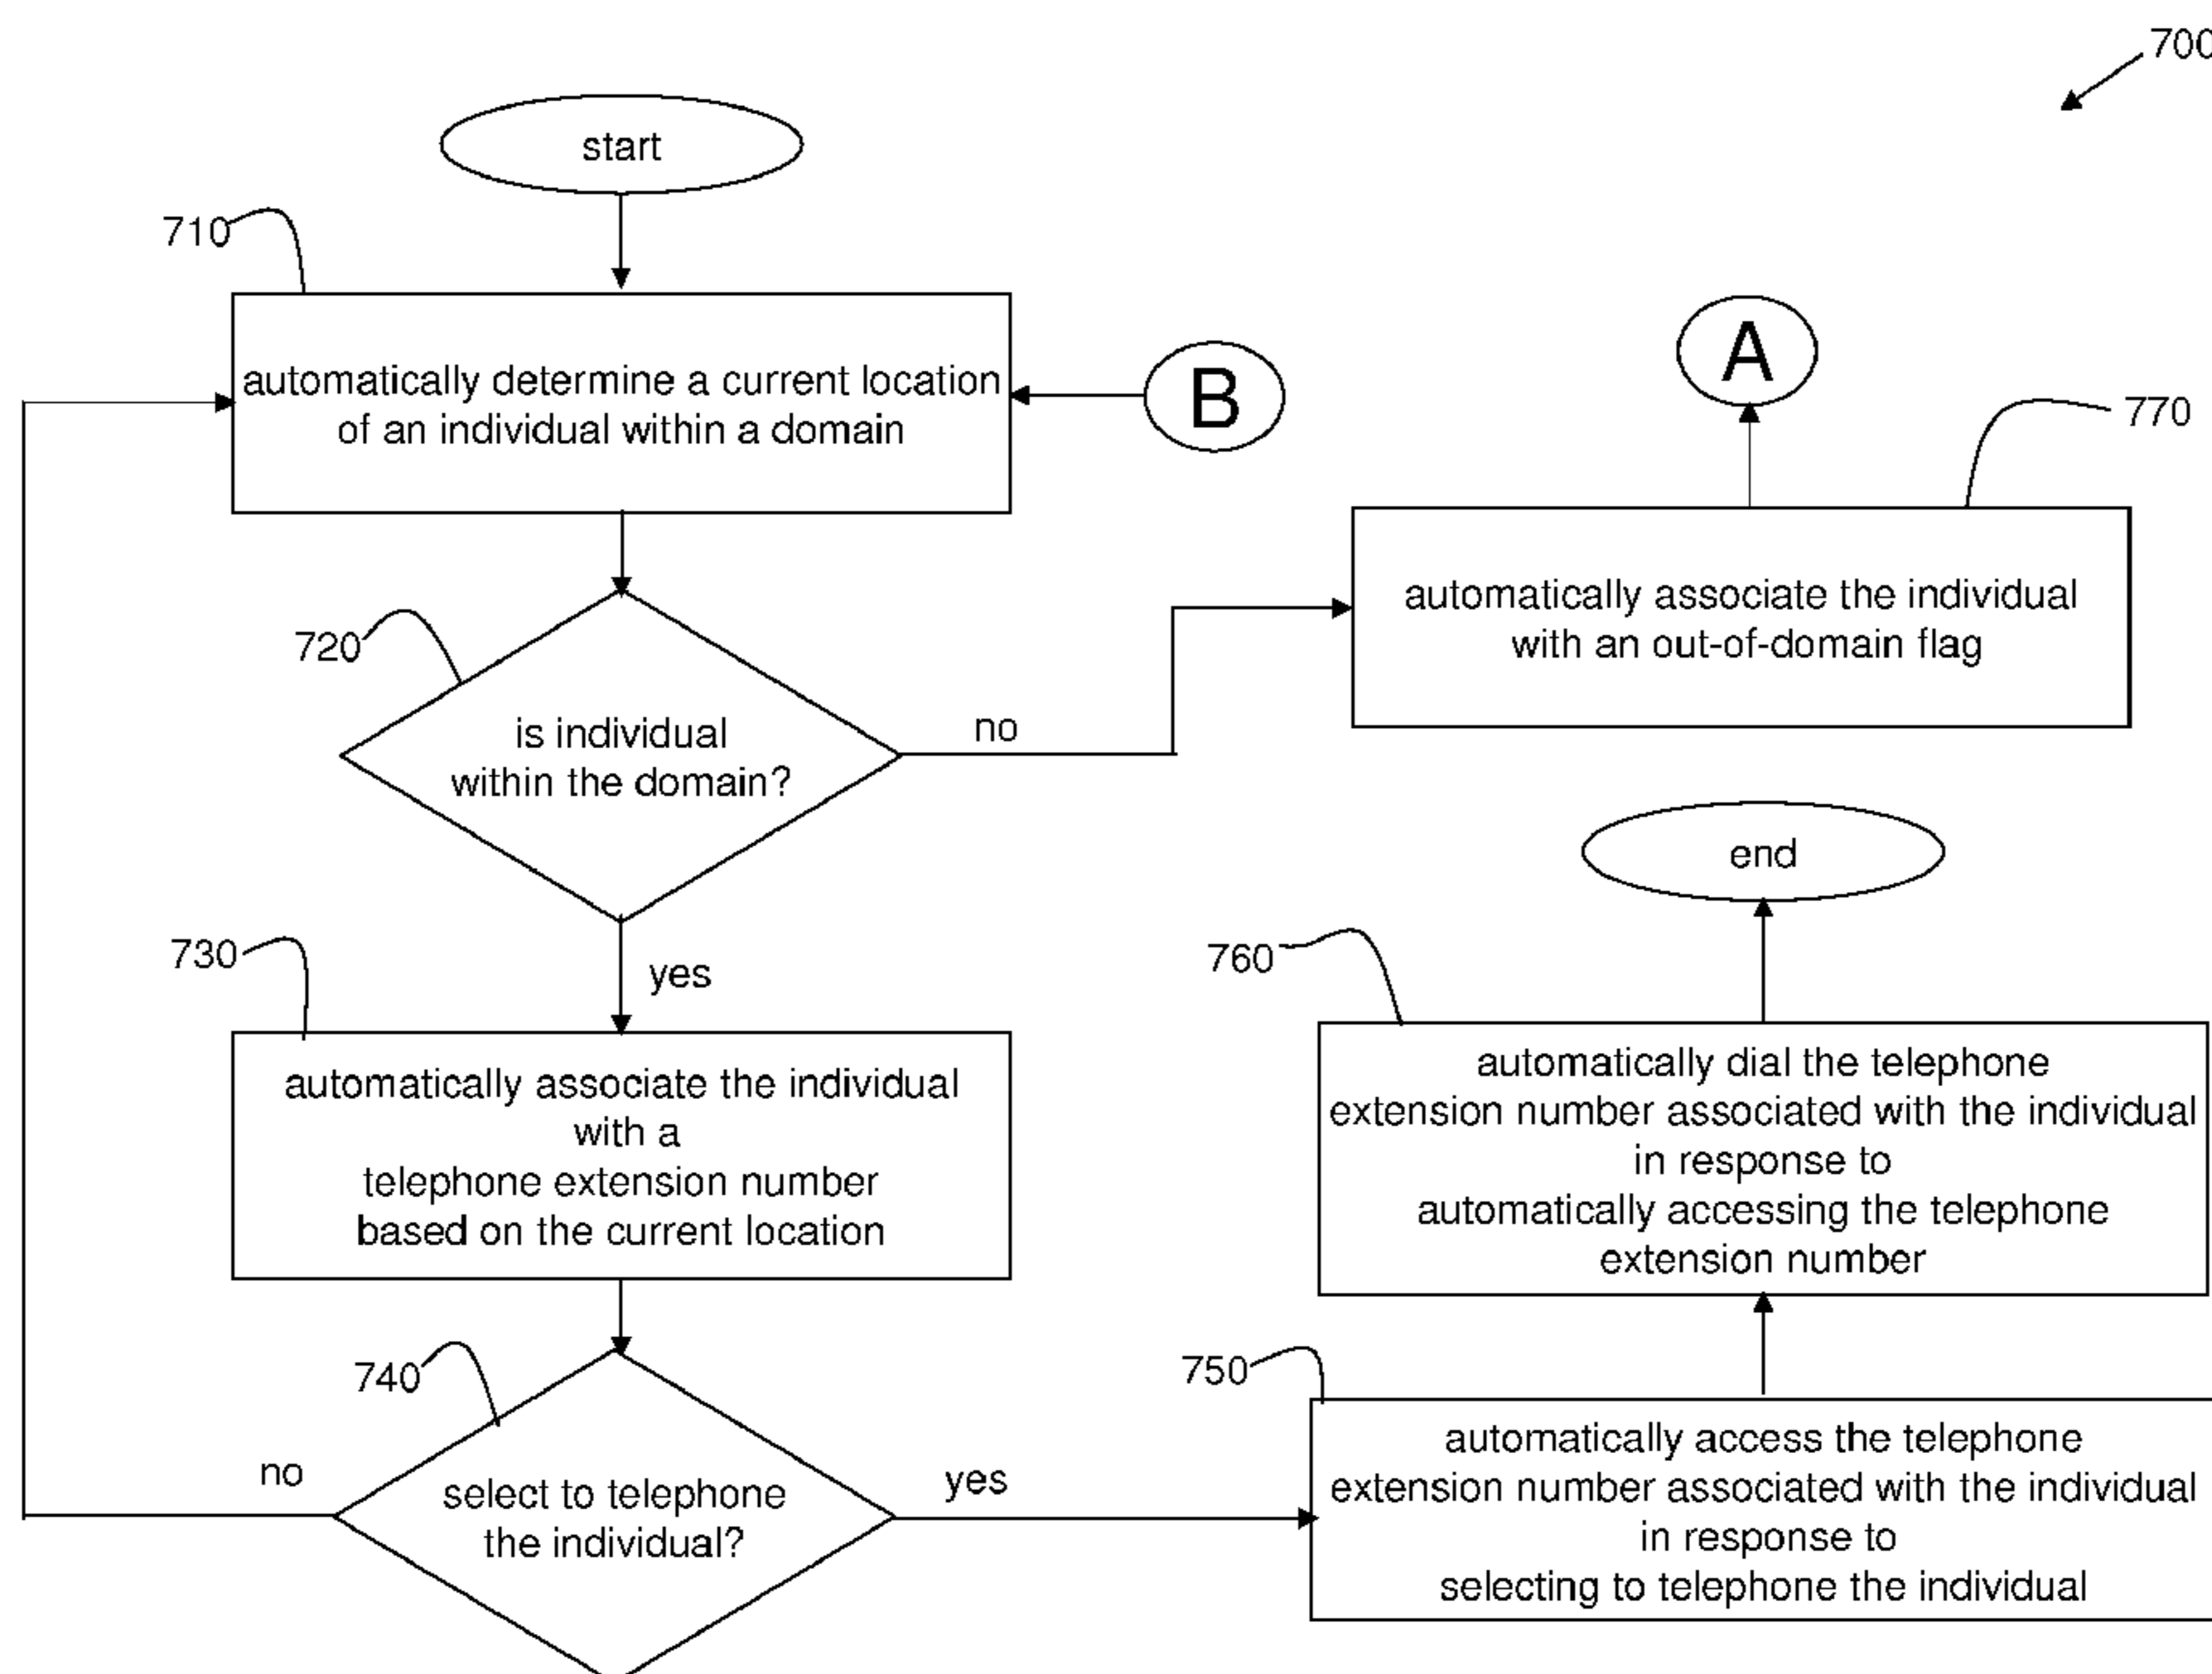 700
start
710
automatically determine a current location
of an individual within a domain
B
A
770
automatically associate the individual
with an out-of-domain flag
720
is individual
within the domain?
no
yes
end
730
automatically associate the individual
with a
telephone extension number
based on the current location
760
automatically dial the telephone
extension number associated with the individual
in response to
automatically accessing the telephone
extension number
740
select to telephone
the individual?
no
yes
750
automatically access the telephone
extension number associated with the individual
in response to
selecting to telephone the individual